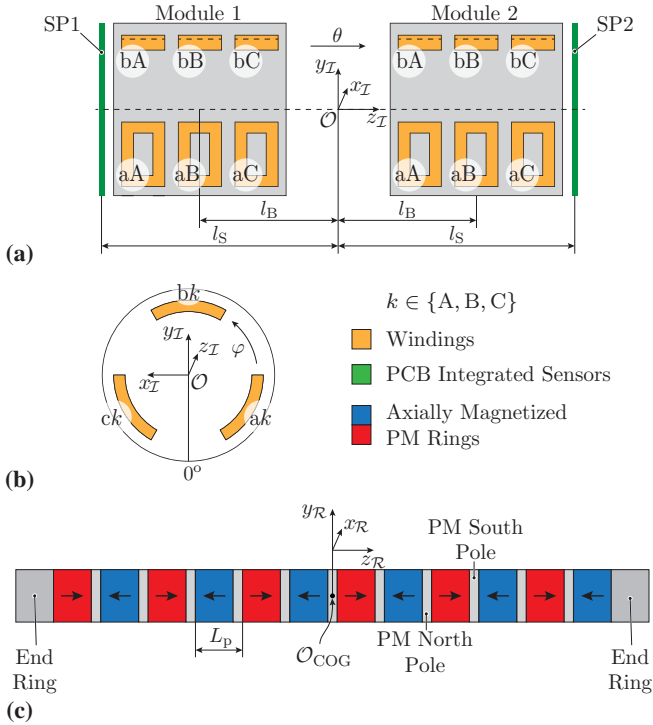 Module 1
Module 2
SP1
SP2
θ
bA
bB
bC
bA
bB
bC
y_I
x_I
z_I
O
aA
aB
aC
aA
aB
aC
l_B
l_B
l_S
l_S
(a)
bk
k ∈ {A, B, C}
y_I
z_I
φ
Windings
x_I
O
PCB Integrated Sensors
ck
ak
Axially Magnetized
PM Rings
0°
(b)
y_R
x_R
z_R
PM South
Pole
L_p
O_COG
PM North
Pole
End
Ring
End
Ring
(c)